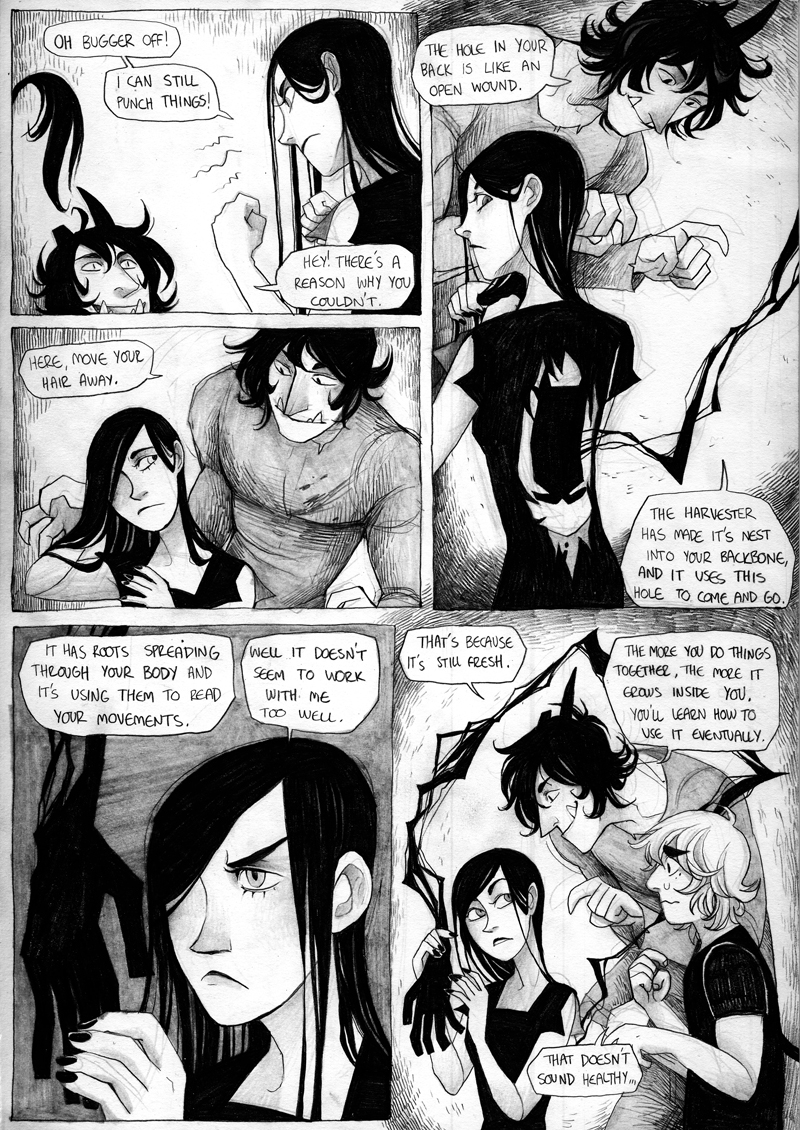 OH BUGGER OFF!
I CAN STILL
PUNCH THINGS!
HEY! THERE'S A
REASON WHY YOU
COULDN'T.
THE HOLE IN YOUR
BACK IS LIKE AN
OPEN WOUND.
HERE, MOVE YOUR
HAIR AWAY.
THE HARVESTER
HAS MADE IT'S NEST
INTO YOUR BACKBONE,
AND IT USES THIS
HOLE TO COME AND GO.
IT HAS ROOTS SPREADING
THROUGH YOUR BODY AND
IT'S USING THEM TO READ
YOUR MOVEMENTS.
WELL IT DOESN'T
SEEM TO WORK
WITH ME
TOO WELL.
THAT'S BECAUSE
IT'S STILL FRESH.
THE MORE YOU DO THINGS
TOGETHER, THE MORE IT
GROWS INSIDE YOU.
YOU'LL LEARN HOW TO
USE IT EVENTUALLY.
THAT DOESN'T
SOUND HEALTHY...